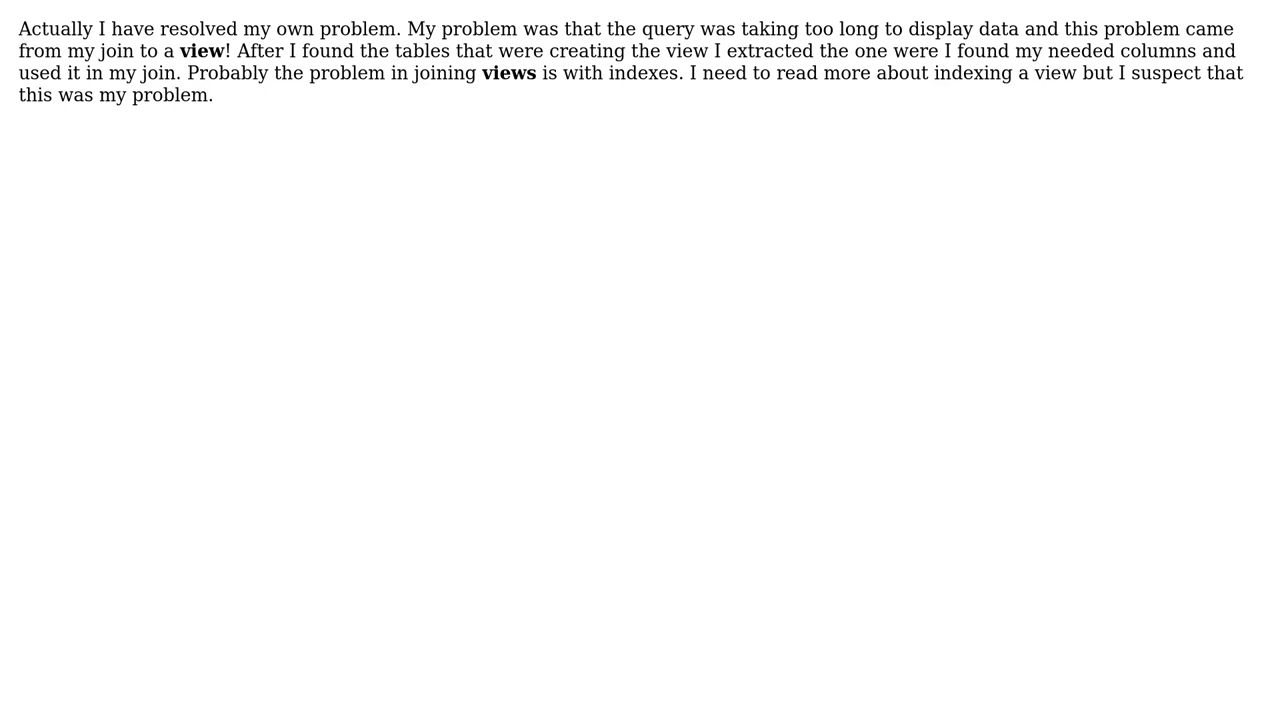 Actually I have resolved my own problem. My problem was that the query was taking too long to display data and this problem came
from my join to a view! After I found the tables that were creating the view I extracted the one were I found my needed columns and
used it in my join. Probably the problem in joining views is with indexes. I need to read more about indexing a view but I suspect that
this was my problem.